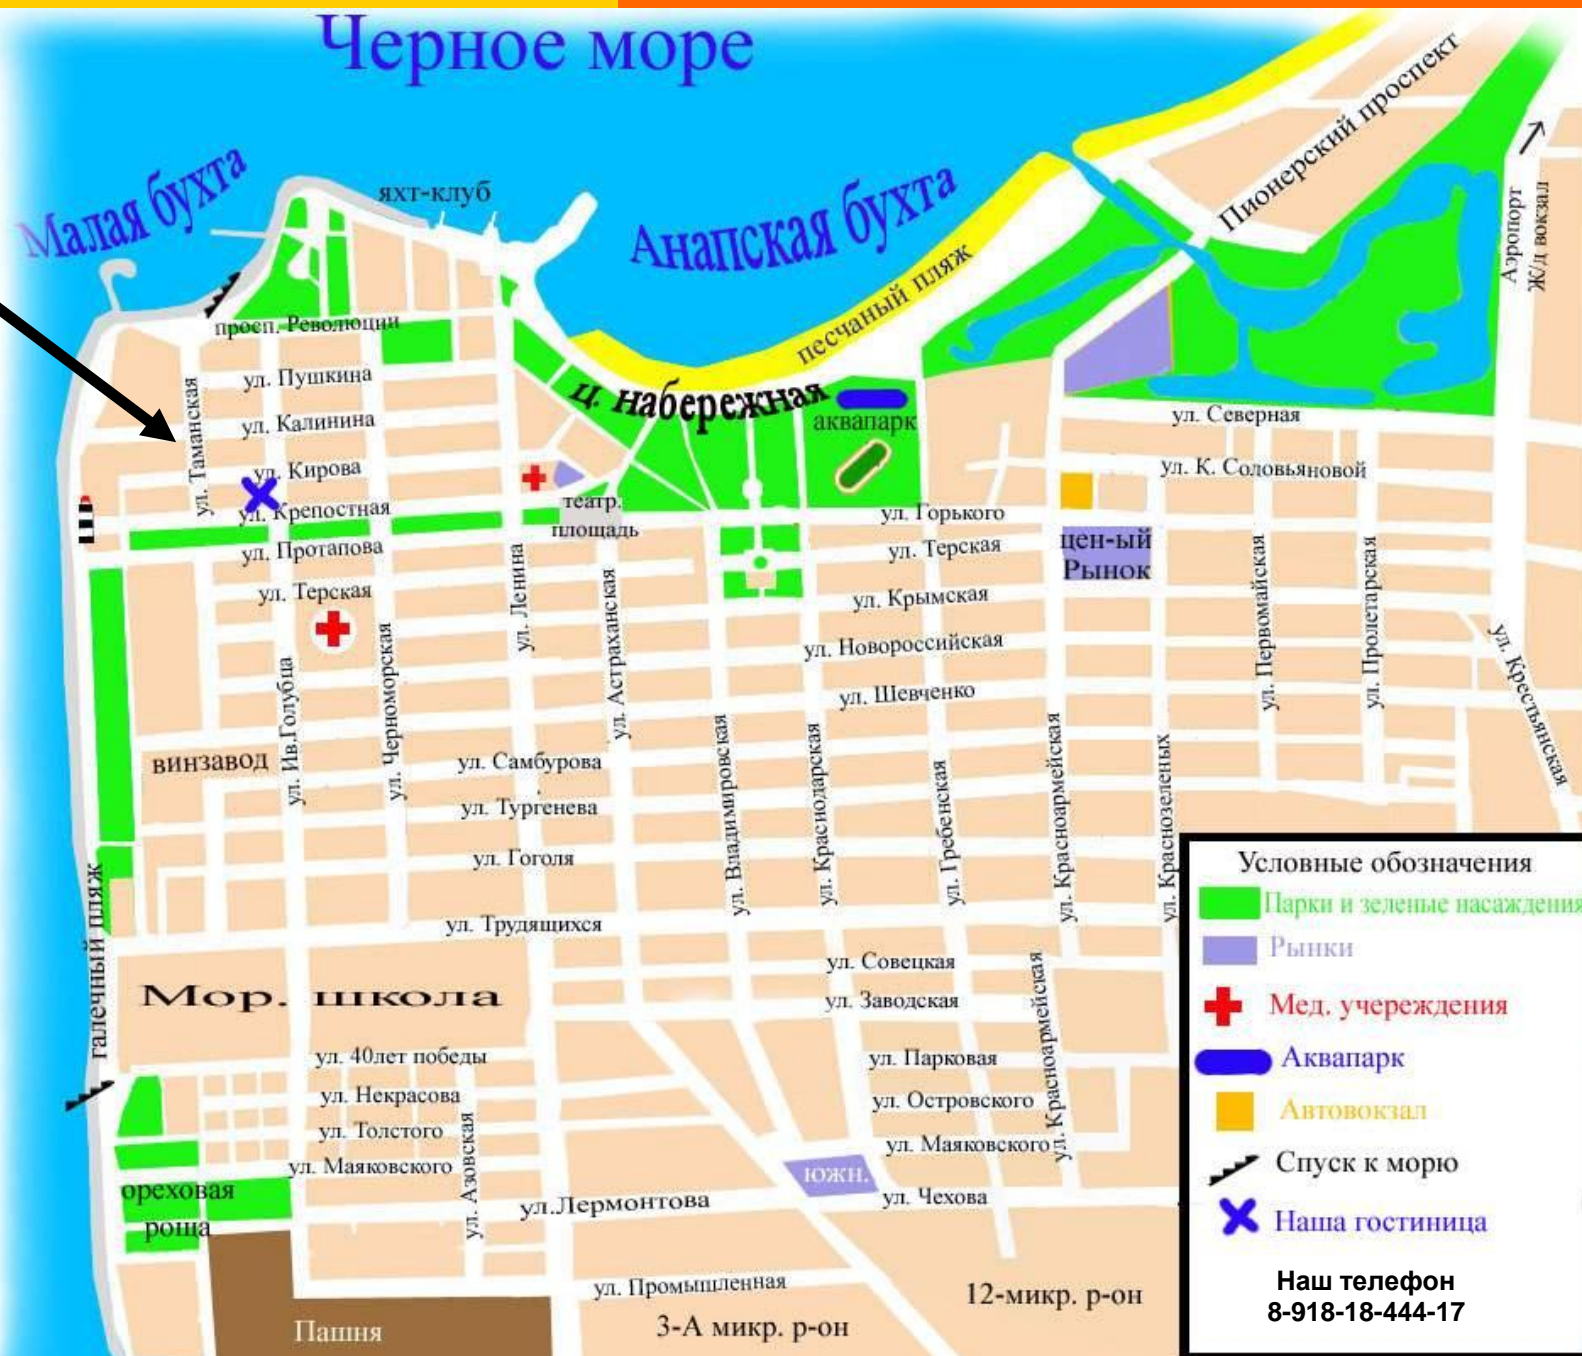 Черное море
Малая бухта
яхт-клуб
Анапская бухта
песчаный пляж
Пионерский проспект
Аэропорт
Ж/д вокзал
просп. Революции
ул. Пушкина
ул. Калинина
ул. Кирова
ул. Крепостная
ул. Протапова
ул. Терская
ул. Таманская
ц. набережная
аквапарк
театр.
площадь
ул. Северная
ул. К. Соловьяновой
ул. Горького
ул. Терская
ул. Крымская
ул. Новороссийская
ул. Шевченко
цен-ый
Рынок
ул. Первомайская
ул. Пролетарская
ул. Крестьянская
ул. Ленина
ул. Астраханская
ул. Черноморская
ул. Ив.Голубца
винзавод
ул. Самбурова
ул. Тургенева
ул. Гоголя
ул. Трудящихся
ул. Владимировская
ул. Краснодарская
ул. Гребенская
ул. Красноармейская
ул. Краснозеленых
галечный пляж
Мор. школа
ул. Совецкая
ул. Заводская
ул. Парковая
ул. Островского
ул. Маяковского
ул. Чехова
ул. Красноармейская
ул. 40лет победы
ул. Некрасова
ул. Толстого
ул. Маяковского
ул. Азовская
ореховая
роща
ул.Лермонтова
южн.
ул. Промышленная
12-микр. р-он
3-А микр. р-он
Пашня
Условные обозначения
Парки и зеленые насаждения
Рынки
Мед. учереждения
Аквапарк
Автовокзал
Спуск к морю
Наша гостиница
Наш телефон
8-918-18-444-17